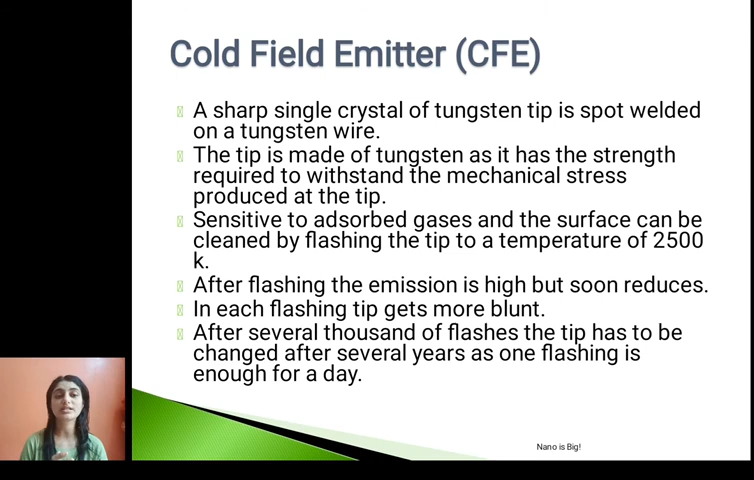 Cold Field Emitter (CFE)
A sharp single crystal of tungsten tip is spot welded
on a tungsten wire.
The tip is made of tungsten as it has the strength
required to withstand the mechanical stress
produced at the tip.
Sensitive to adsorbed gases and the surface can be
cleaned by flashing the tip to a temperature of 2500
k.
After flashing the emission is high but soon reduces.
In each flashing tip gets more blunt.
After several thousand of flashes the tip has to be
changed after several years as one flashing is
enough for a day.
Nano is Big!